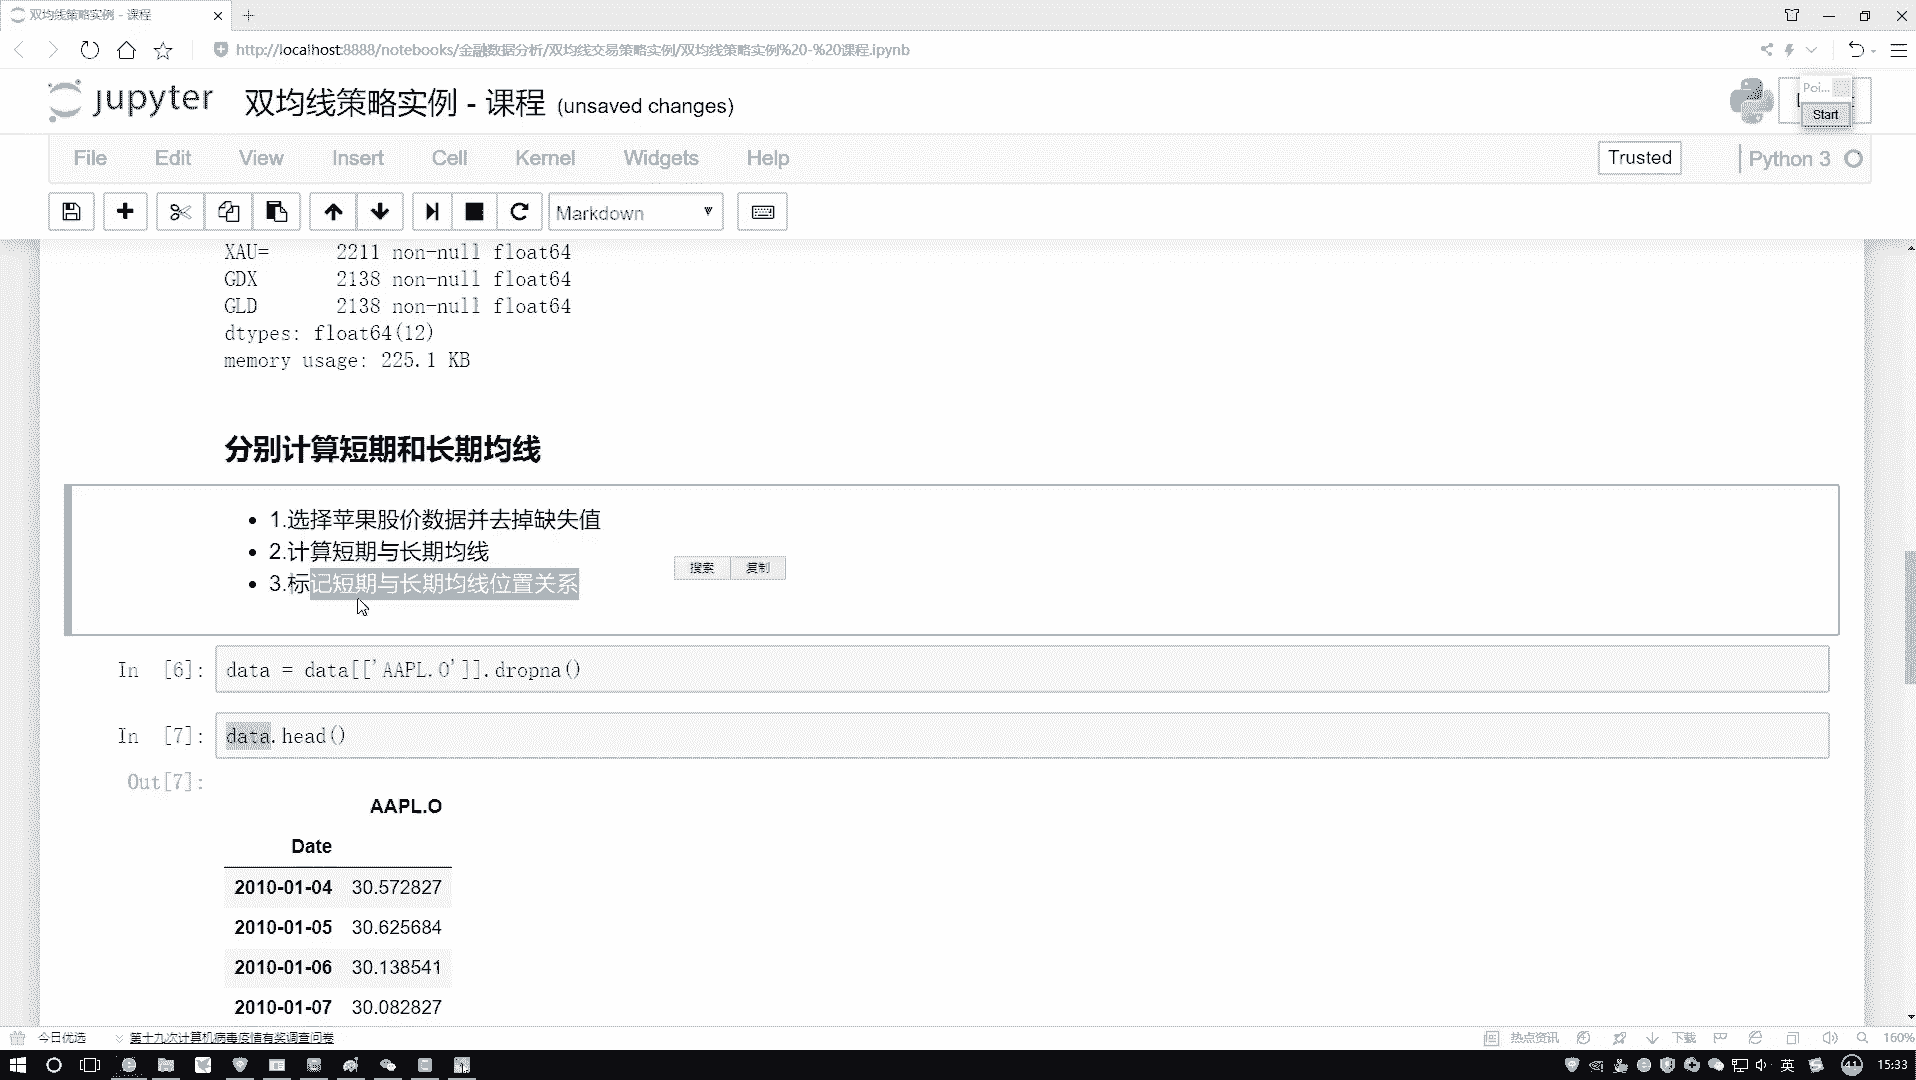 双均线策略实例 - 课程
http://localhost:8888/notebooks/金融数据分析/双均线交易策略实例/双均线策略实例%20-%20课程.ipynb
jupyter 双均线策略实例 - 课程 (unsaved changes)
Poi...
Start
File Edit View Insert Cell Kernel Widgets Help
Trusted
Python 3
Markdown
XAU= 2211 non-null float64
GDX 2138 non-null float64
GLD 2138 non-null float64
dtypes: float64(12)
memory usage: 225.1 KB
分别计算短期和长期均线
1.选择苹果股价数据并去掉缺失值
2.计算短期与长期均线
搜索 复制
3.标记短期与长期均线位置关系
In [6]: data = data[['AAPL.O']].dropna()
In [7]: data.head()
Out[7]:
AAPL.O
Date
2010-01-04 30.572827
2010-01-05 30.625684
2010-01-06 30.138541
2010-01-07 30.082827
今日优选 第十九次计算机病毒疫情有奖调查问卷
热点资讯 下载 160%
英 41 15:33